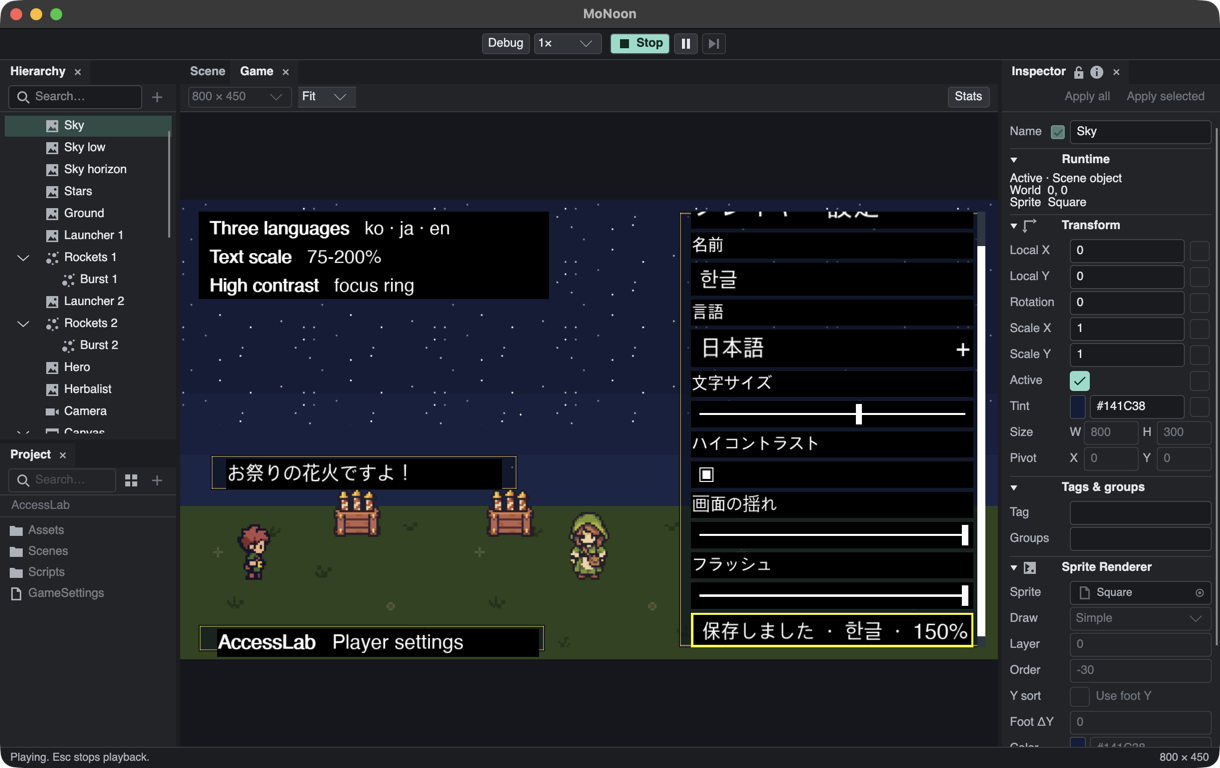 MoNoon
Debug 1× Stop
Hierarchy
Search...
Sky
Sky low
Sky horizon
Stars
Ground
Launcher 1
Rockets 1
Burst 1
Launcher 2
Rockets 2
Burst 2
Hero
Herbalist
Camera
Canvas
Project
Search...
AccessLab
Assets
Scenes
Scripts
GameSettings
Scene Game
800 × 450 Fit Stats
Three languages ko · ja · en
Text scale 75-200%
High contrast focus ring
お祭りの花火ですよ！
AccessLab Player settings
名前
한글
言語
日本語 +
文字サイズ
ハイコントラスト
画面の揺れ
フラッシュ
保存しました · 한글 · 150%
Inspector
Apply all Apply selected
Name Sky
Runtime
Active · Scene object
World 0, 0
Sprite Square
Transform
Local X 0
Local Y 0
Rotation 0
Scale X 1
Scale Y 1
Active
Tint #141C38
Size W 800 H 300
Pivot X 0 Y 0
Tags & groups
Tag
Groups
Sprite Renderer
Sprite Square
Draw Simple
Layer 0
Order -30
Y sort Use foot Y
Foot ΔY 0
Color #141C38
Playing. Esc stops playback. 800 × 450